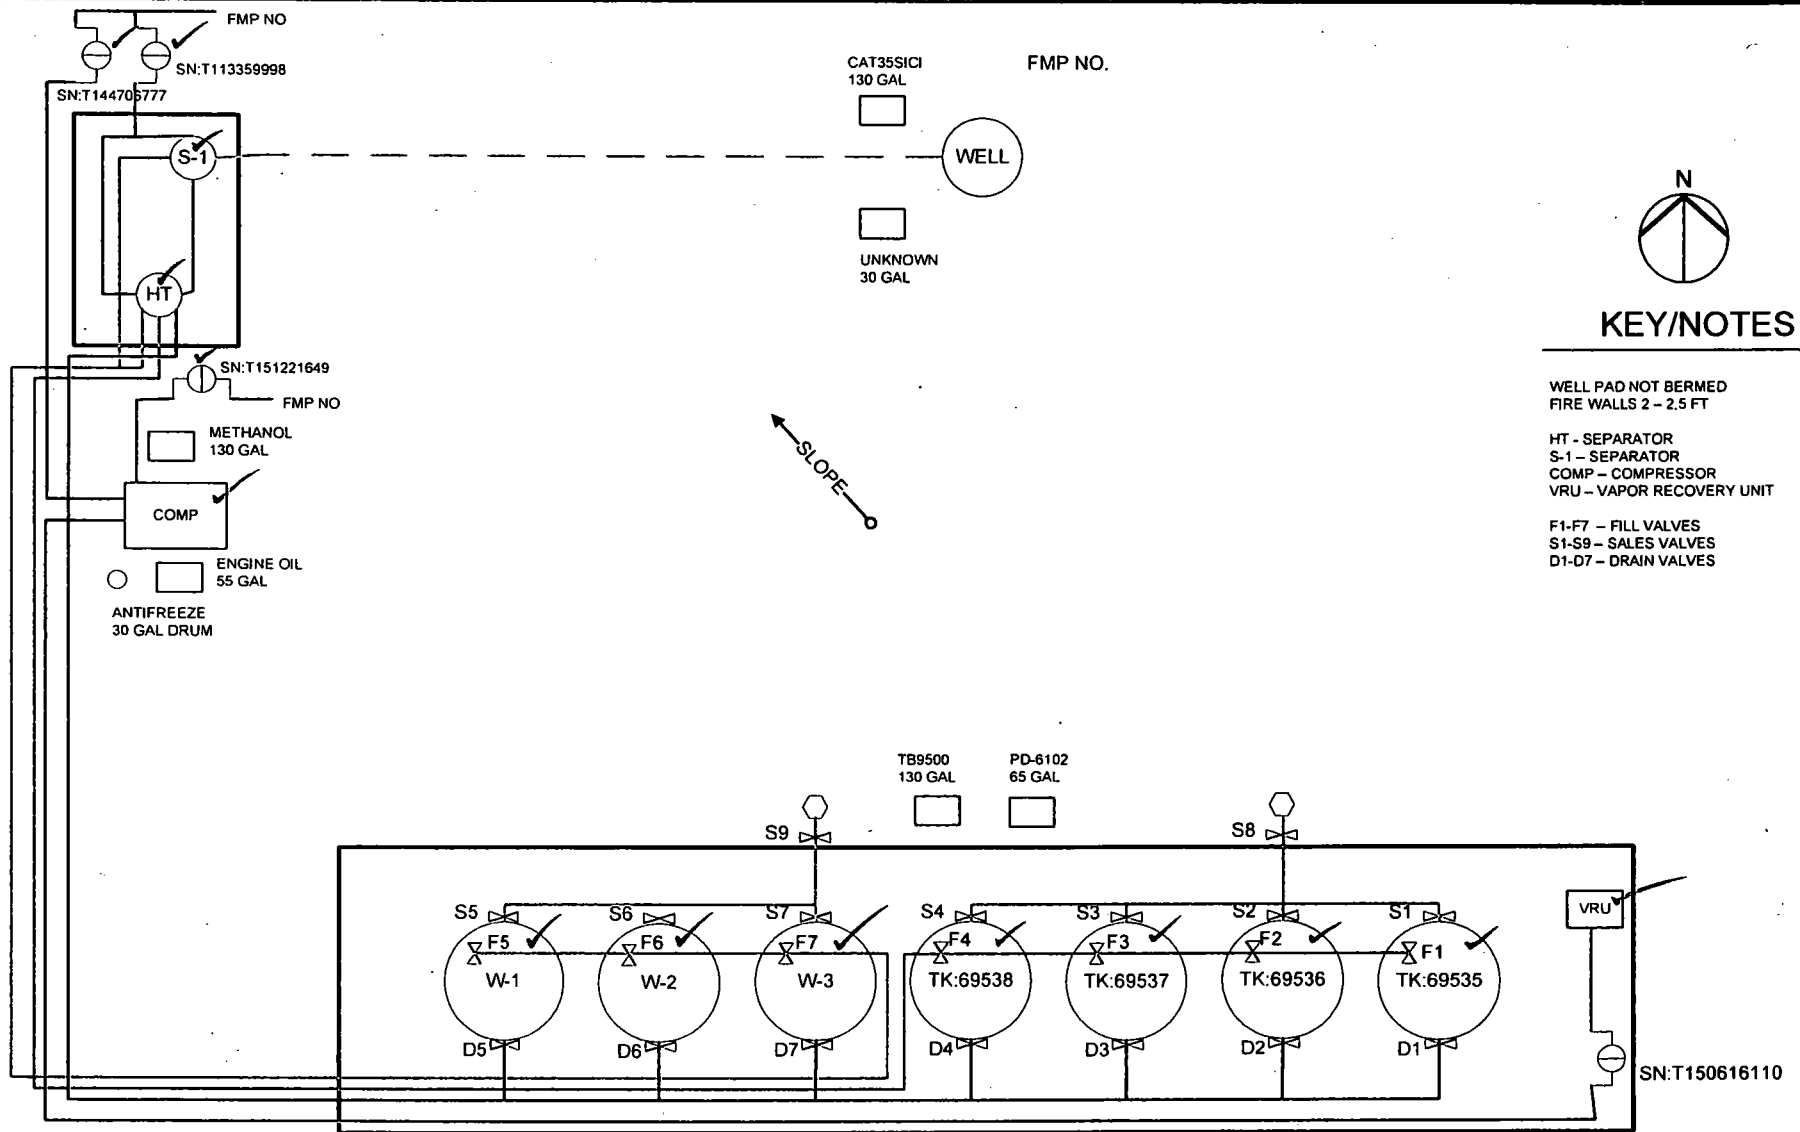 FMP NO
SN:T113359998
SN:T144706777
CAT35SICI
130 GAL
FMP NO.
S-1
WELL
N
UNKNOWN
30 GAL
HT
KEY/NOTES
SN:T151221649
FMP NO
WELL PAD NOT BERMED
FIRE WALLS 2 – 2.5 FT
METHANOL
130 GAL
HT - SEPARATOR
S-1 – SEPARATOR
COMP – COMPRESSOR
VRU – VAPOR RECOVERY UNIT
SLOPE
COMP
F1-F7 – FILL VALVES
S1-S9 – SALES VALVES
D1-D7 – DRAIN VALVES
ENGINE OIL
55 GAL
ANTIFREEZE
30 GAL DRUM
TB9500
130 GAL
PD-6102
65 GAL
S9
S8
S5
S6
S7
S4
S3
S2
S1
VRU
F5
F6
F7
F4
F3
F2
F1
W-1
W-2
W-3
TK:69538
TK:69537
TK:69536
TK:69535
D5
D6
D7
D4
D3
D2
D1
SN:T150616110